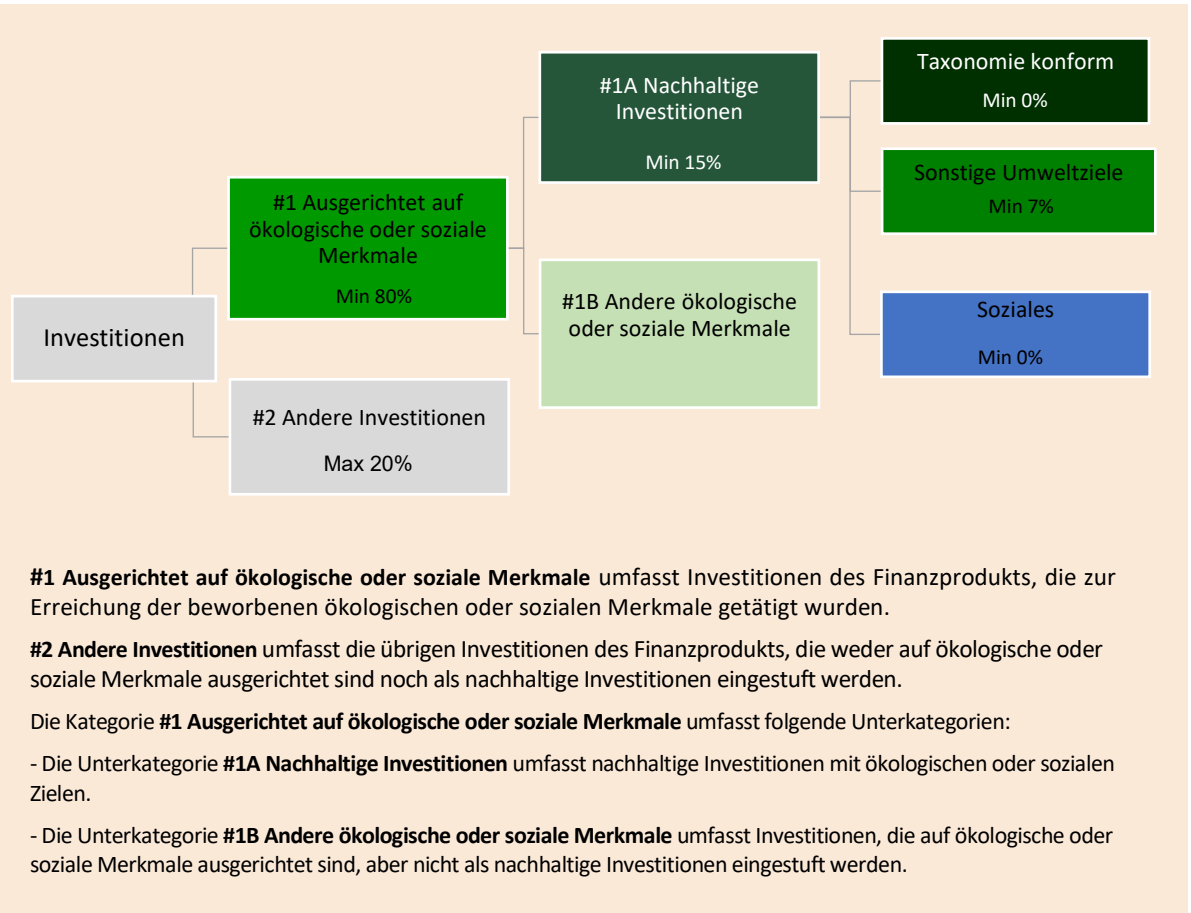 Investitionen
#1 Ausgerichtet auf
ökologische oder soziale
Merkmale
Min 80%
#2 Andere Investitionen
Max 20%
#1A Nachhaltige
Investitionen
Min 15%
#1B Andere ökologische
oder soziale Merkmale
Taxonomie konform
Min 0%
Sonstige Umweltziele
Min 7%
Soziales
Min 0%
#1 Ausgerichtet auf ökologische oder soziale Merkmale umfasst Investitionen des Finanzprodukts, die zur
Erreichung der beworbenen ökologischen oder sozialen Merkmale getätigt wurden.
#2 Andere Investitionen umfasst die übrigen Investitionen des Finanzprodukts, die weder auf ökologische oder
soziale Merkmale ausgerichtet sind noch als nachhaltige Investitionen eingestuft werden.
Die Kategorie #1 Ausgerichtet auf ökologische oder soziale Merkmale umfasst folgende Unterkategorien:
- Die Unterkategorie #1A Nachhaltige Investitionen umfasst nachhaltige Investitionen mit ökologischen oder sozialen
Zielen.
- Die Unterkategorie #1B Andere ökologische oder soziale Merkmale umfasst Investitionen, die auf ökologische oder
soziale Merkmale ausgerichtet sind, aber nicht als nachhaltige Investitionen eingestuft werden.